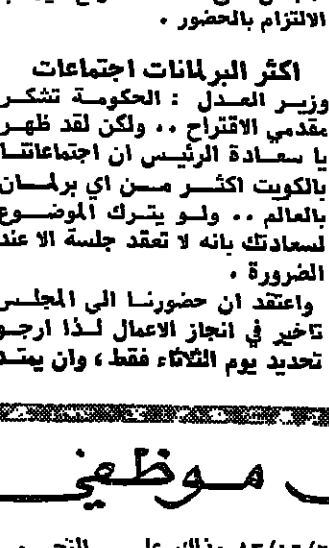 الالتزام بالحضور .
اكثر البرلمانات اجتماعات
وزير العدل : الحكومة تشكر
مقدمي الاقتراح .. ولكن لقد ظهر
يا سعادة الرئيس ان اجتماعاتنا
بالكويت اكثر من اي برلمان
بالعالم .. ولو يترك الموضوع
لسعادتك بانه لا تعقد جلسة الا عند
الضرورة .
واعتقد ان حضورنا الى المجلس
تاخير في انجاز الاعمال لذا ارجو
تحديد يوم الثلاثاء فقط ، وان يمتد
موظفي